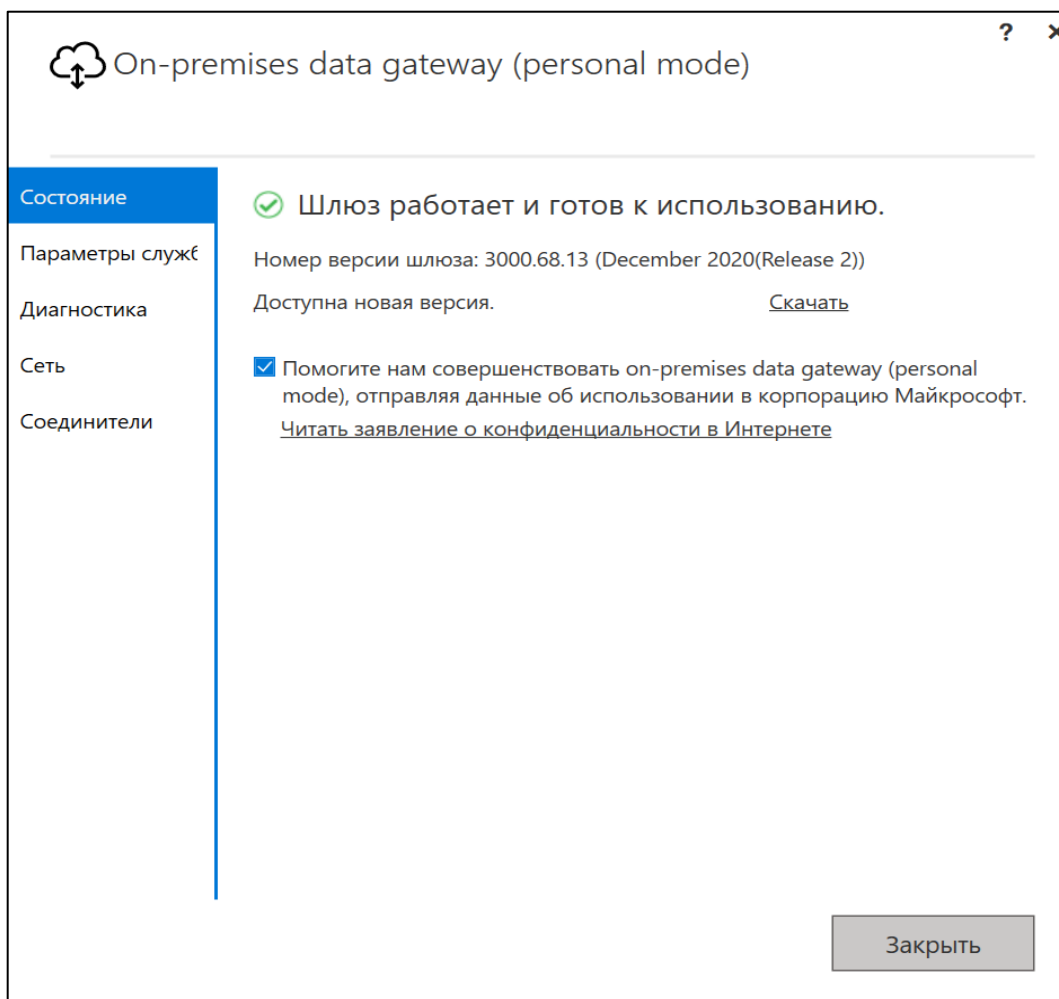 ? ×
On-premises data gateway (personal mode)
Состояние
Параметры служб
Диагностика
Сеть
Соединители
Шлюз работает и готов к использованию.
Номер версии шлюза: 3000.68.13 (December 2020(Release 2))
Доступна новая версия. Скачать
Помогите нам совершенствовать on-premises data gateway (personal
mode), отправляя данные об использовании в корпорацию Майкрософт.
Читать заявление о конфиденциальности в Интернете
Закрыть